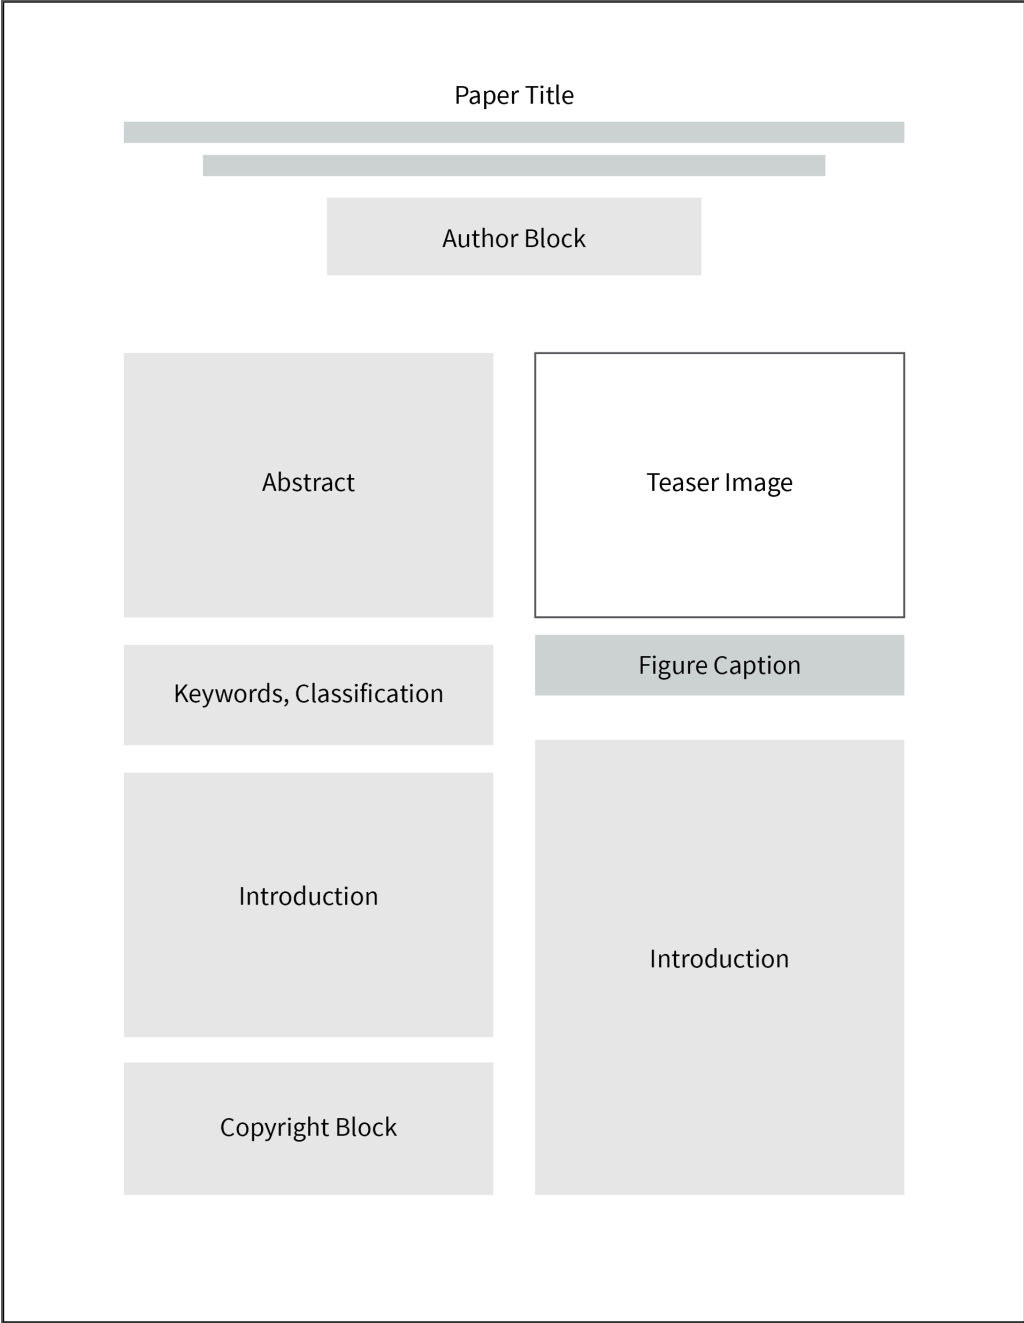 Paper Title
Author Block
Abstract
Keywords, Classification
Introduction
Copyright Block
Teaser Image
Figure Caption
Introduction